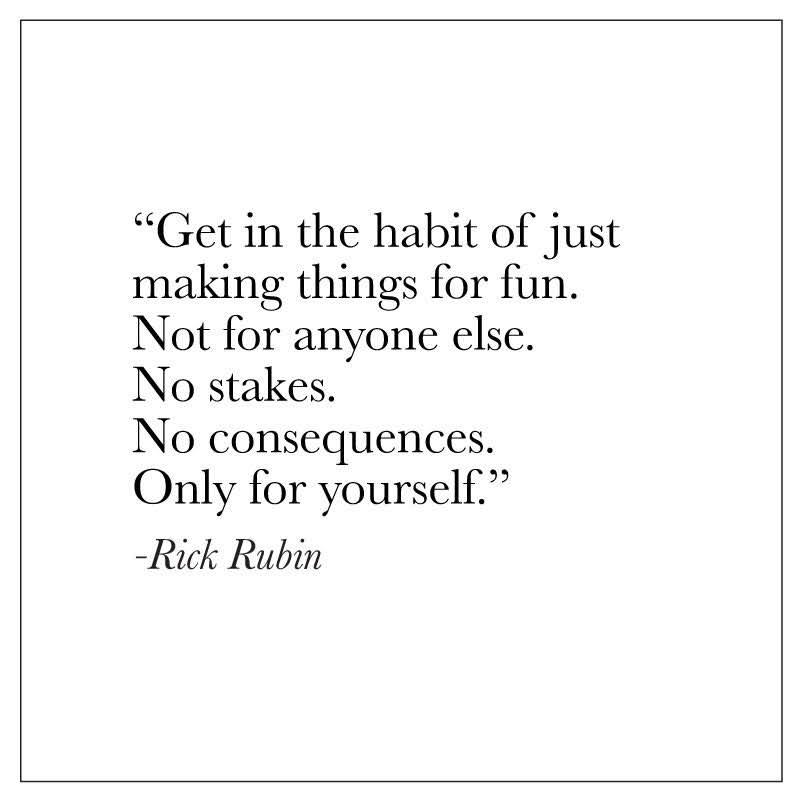 “Get in the habit of just
making things for fun.
Not for anyone else.
No stakes.
No consequences.
Only for yourself.”
-Rick Rubin